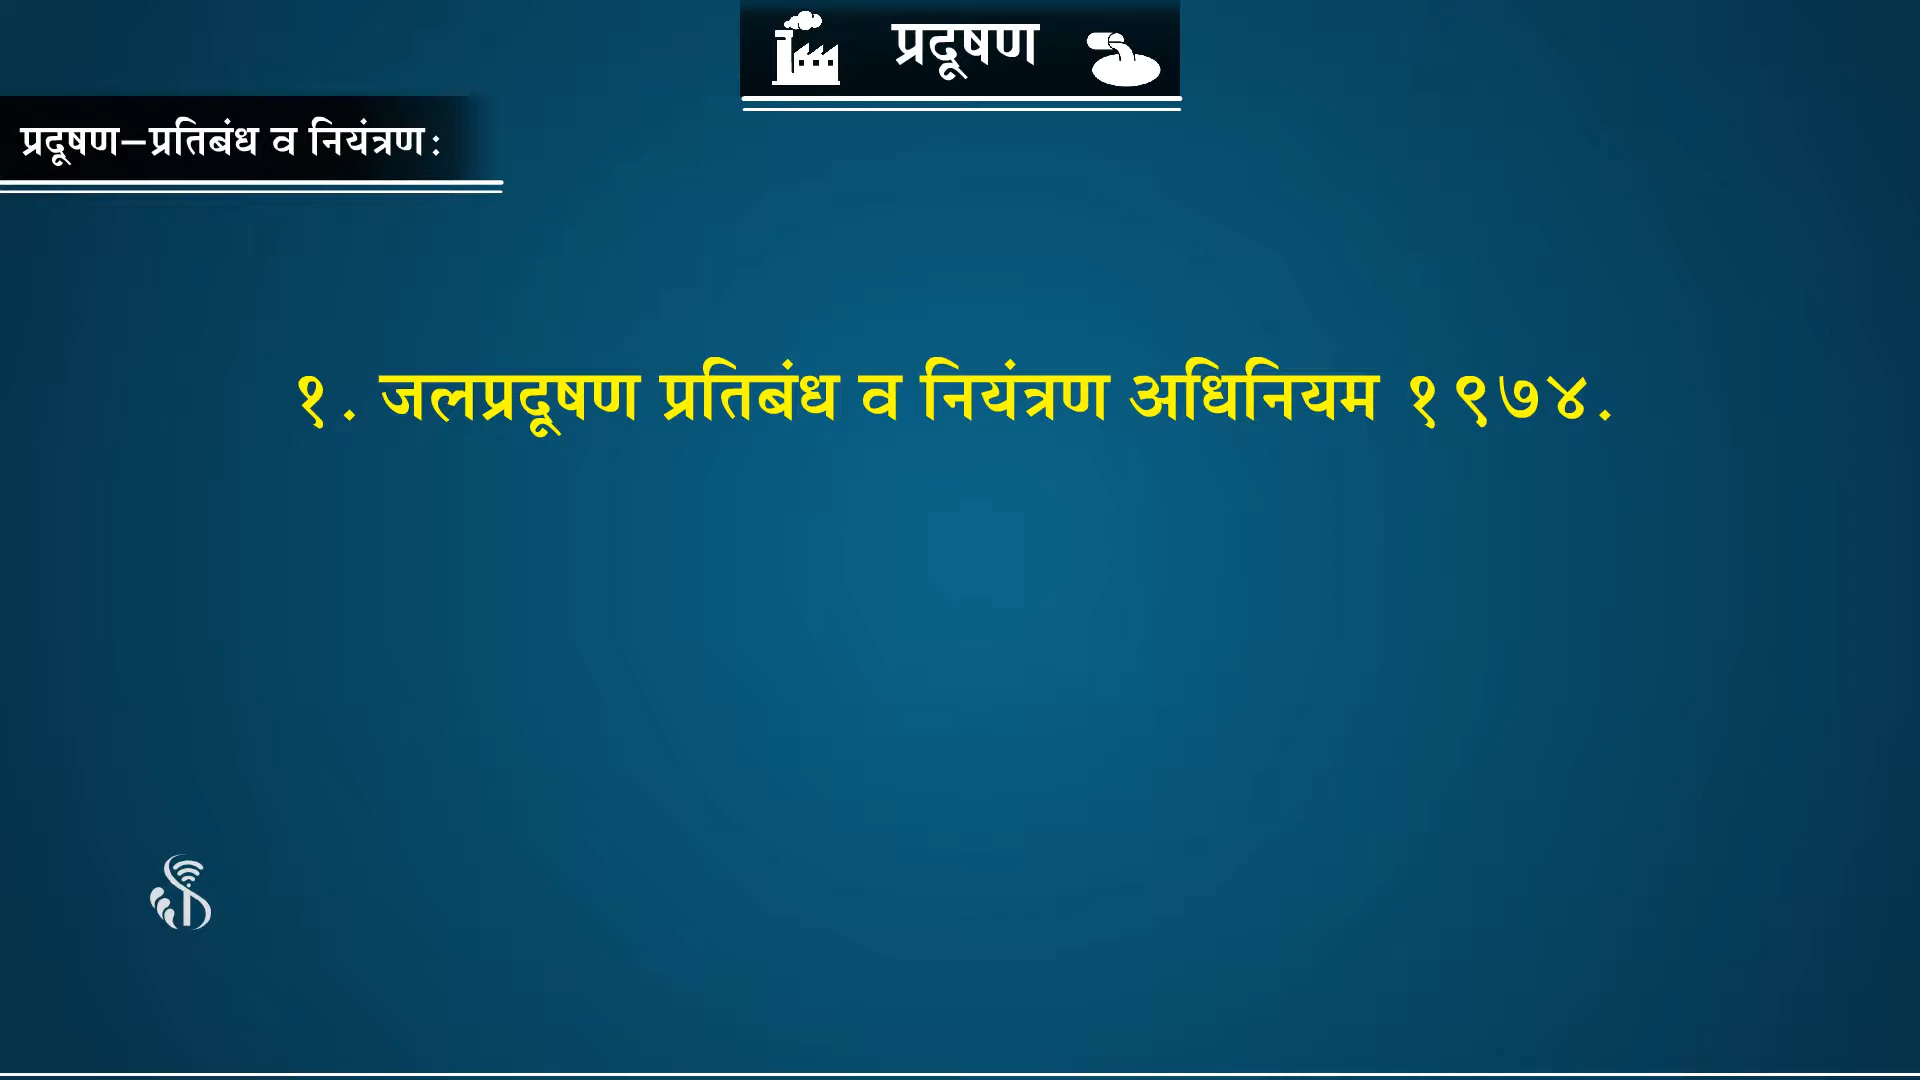 प्रदूषण
प्रदूषण–प्रतिबंध व नियंत्रण:
१. जलप्रदूषण प्रतिबंध व नियंत्रण अधिनियम १९७४.